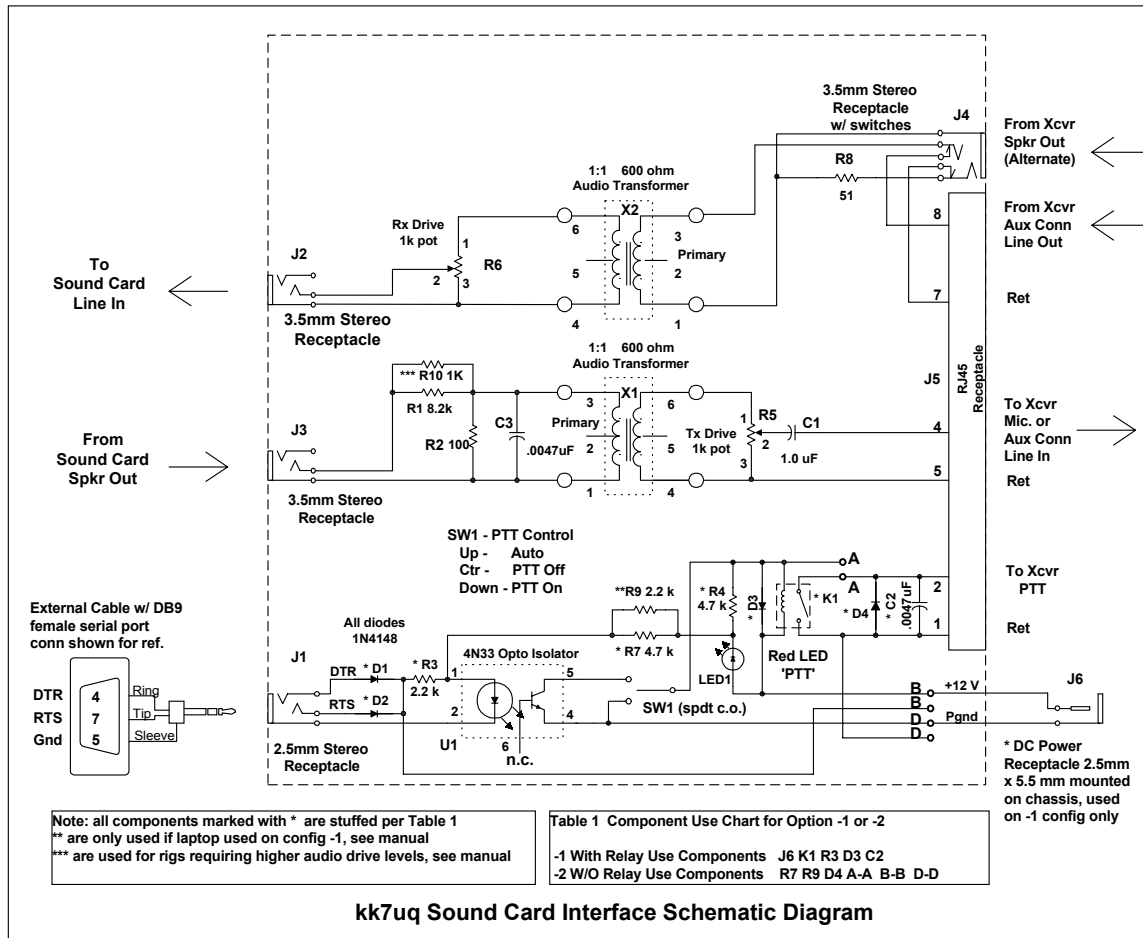 3.5mm Stereo
Receptacle
w/ switches
J4
From Xcvr
Spkr Out
(Alternate)
R8
51
1:1 600 ohm
Audio Transformer
X2
6
5
4
3
Primary
2
1
8
From Xcvr
Aux Conn
Line Out
7
Ret
Rx Drive
1k pot
1
2
3
R6
J2
To
Sound Card
Line In
3.5mm Stereo
Receptacle
1:1 600 ohm
Audio Transformer
X1
*** R10 1K
R1 8.2k
R2 100
C3
.0047uF
3
Primary
2
1
6
5
4
1
R5
2
3
Tx Drive
1k pot
C1
1.0 uF
J5
RJ45
Receptacle
4
To Xcvr
Mic. or
Aux Conn
Line In
5
Ret
J3
From
Sound Card
Spkr Out
3.5mm Stereo
Receptacle
SW1 - PTT Control
Up - Auto
Ctr - PTT Off
Down - PTT On
A
A
**R9 2.2 k
* R7 4.7 k
* R4
4.7 k
* D3
* K1
* D4
* C2
.0047uF
2
To Xcvr
PTT
1
Ret
Red LED
'PTT'
LED1
External Cable w/ DB9
female serial port
conn shown for ref.
DTR
RTS
Gnd
4
7
5
Ring
Tip
Sleeve
All diodes
1N4148
J1
DTR
* D1
RTS
* D2
* R3
2.2 k
4N33 Opto Isolator
1
2
5
4
6
n.c.
U1
SW1 (spdt c.o.)
B
B
D
D
+12 V
Pgnd
J6
2.5mm Stereo
Receptacle
* DC Power
Receptacle 2.5mm
x 5.5 mm mounted
on chassis, used
on -1 config only
Note: all components marked with * are stuffed per Table 1
** are only used if laptop used on config -1, see manual
*** are used for rigs requiring higher audio drive levels, see manual
Table 1 Component Use Chart for Option -1 or -2
-1 With Relay Use Components J6 K1 R3 D3 C2
-2 W/O Relay Use Components R7 R9 D4 A-A B-B D-D
kk7uq Sound Card Interface Schematic Diagram